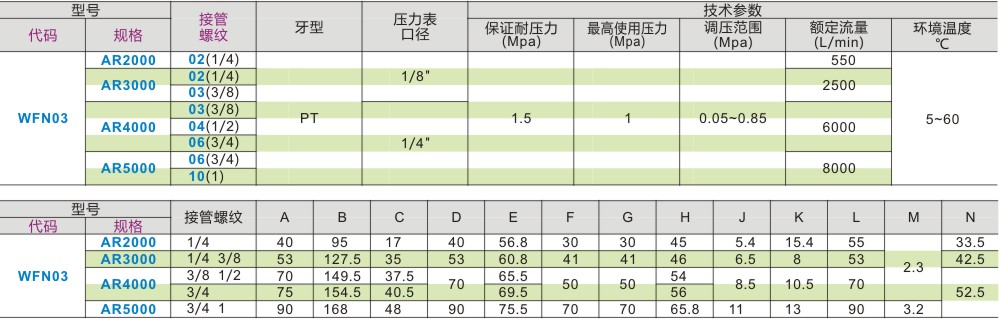 型号 接管螺纹 牙型 压力表口径 技术参数
代码 规格 保证耐压力(Mpa) 最高使用压力(Mpa) 调压范围(Mpa) 额定流量(L/min) 环境温度℃
WFN03 AR2000 02(1/4) PT 1/8" 1.5 1 0.05~0.85 550 5~60
AR3000 02(1/4) 2500
03(3/8)
AR4000 03(3/8) 1/4" 6000
04(1/2)
06(3/4)
AR5000 06(3/4) 8000
10(1)
型号 接管螺纹 A B C D E F G H J K L M N
代码 规格
WFN03 AR2000 1/4 40 95 17 40 56.8 30 30 45 5.4 15.4 55 2.3 33.5
AR3000 1/4 3/8 53 127.5 35 53 60.8 41 41 46 6.5 8 53 42.5
AR4000 3/8 1/2 70 149.5 37.5 70 65.5 50 50 54 8.5 10.5 70 52.5
3/4 75 154.5 40.5 69.5 56
AR5000 3/4 1 90 168 48 90 75.5 70 70 65.8 11 13 90 3.2